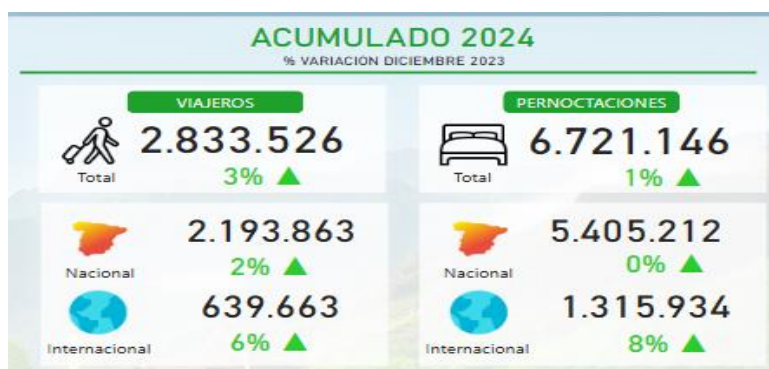 ACUMULADO 2024
% VARIACIÓN DICIEMBRE 2023
VIAJEROS
2.833.526
Total
3%
PERNOCTACIONES
6.721.146
Total
1%
2.193.863
Nacional
2%
639.663
Internacional
6%
5.405.212
Nacional
0%
1.315.934
Internacional
8%